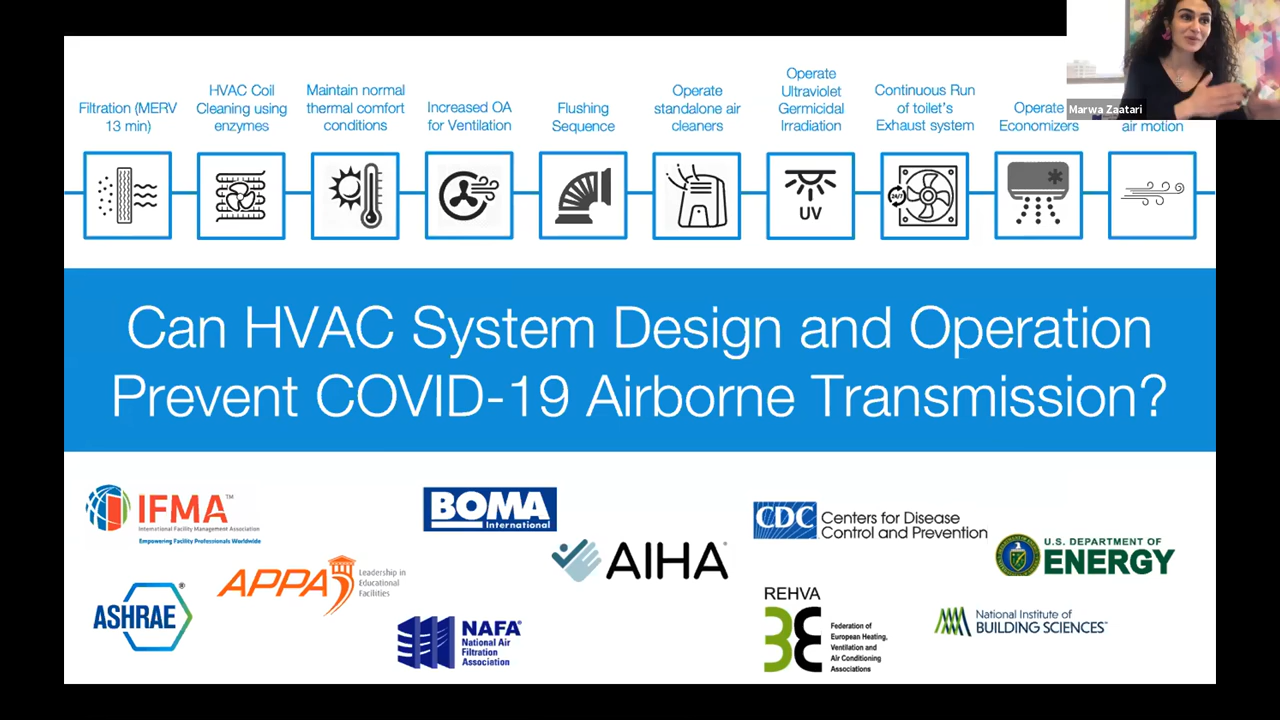 Marwa Zaatari
Filtration (MERV
13 min)
HVAC Coil
Cleaning using
enzymes
Maintain normal
thermal comfort
conditions
Increased OA
for Ventilation
Flushing
Sequence
Operate
standalone air
cleaners
Operate
Ultraviolet
Germicidal
Irradiation
Continuous Run
of toilet's
Exhaust system
Operate
Economizers
air motion
UV
24/7
Can HVAC System Design and Operation
Prevent COVID-19 Airborne Transmission?
IFMA™
International Facility Management Association
Empowering Facility Professionals Worldwide
BOMA
International
CDC
Centers for Disease
Control and Prevention
AIHA®
U.S. DEPARTMENT OF
ENERGY
APPA
Leadership in
Educational
Facilities
ASHRAE®
NAFA®
National Air
Filtration
Association
REHVA
Federation of
European Heating,
Ventilation and
Air Conditioning
Associations
National Institute of
BUILDING SCIENCES™